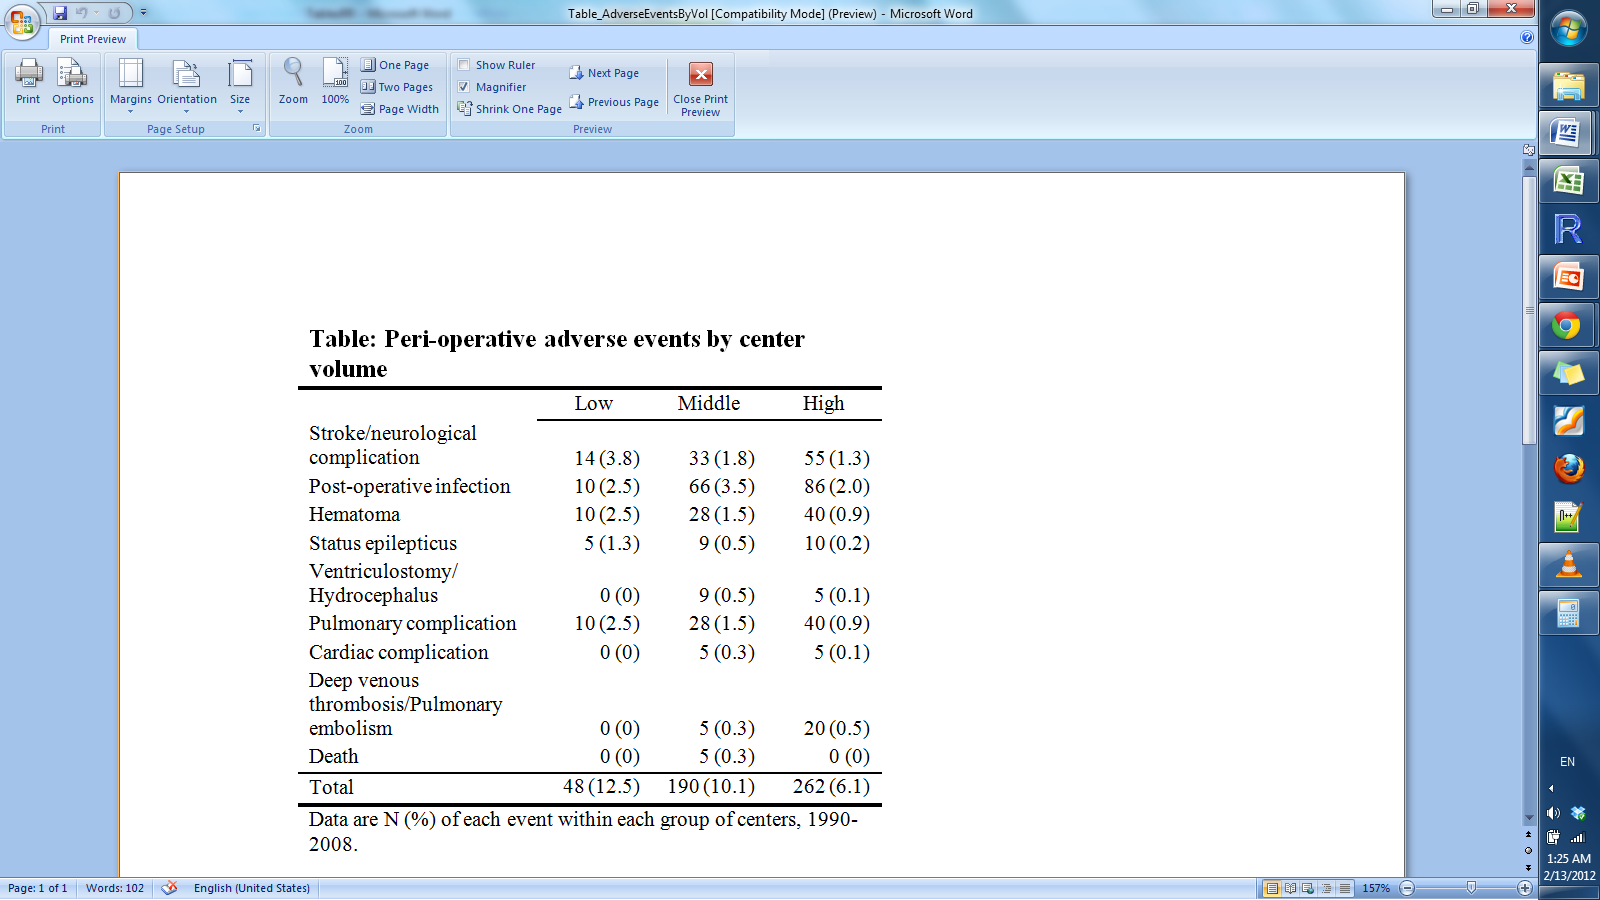 Table_AdverseEventsByVol [Compatibility Mode] (Preview) - Microsoft Word
Print Preview
Print
Options
Margins
Orientation
Size
Zoom
100%
100
One Page
Two Pages
Page Width
Show Ruler
Magnifier
Shrink One Page
Next Page
Previous Page
Close Print
Preview
Print
Page Setup
Zoom
Preview
Table: Peri-operative adverse events by center
volume
Low Middle High
Stroke/neurological
complication 14 (3.8) 33 (1.8) 55 (1.3)
Post-operative infection 10 (2.5) 66 (3.5) 86 (2.0)
Hematoma 10 (2.5) 28 (1.5) 40 (0.9)
Status epilepticus 5 (1.3) 9 (0.5) 10 (0.2)
Ventriculostomy/
Hydrocephalus 0 (0) 9 (0.5) 5 (0.1)
Pulmonary complication 10 (2.5) 28 (1.5) 40 (0.9)
Cardiac complication 0 (0) 5 (0.3) 5 (0.1)
Deep venous
thrombosis/Pulmonary
embolism 0 (0) 5 (0.3) 20 (0.5)
Death 0 (0) 5 (0.3) 0 (0)
Total 48 (12.5) 190 (10.1) 262 (6.1)
Data are N (%) of each event within each group of centers, 1990-
2008.
Page: 1 of 1 Words: 102 English (United States) 157%
EN
1:25 AM
2/13/2012